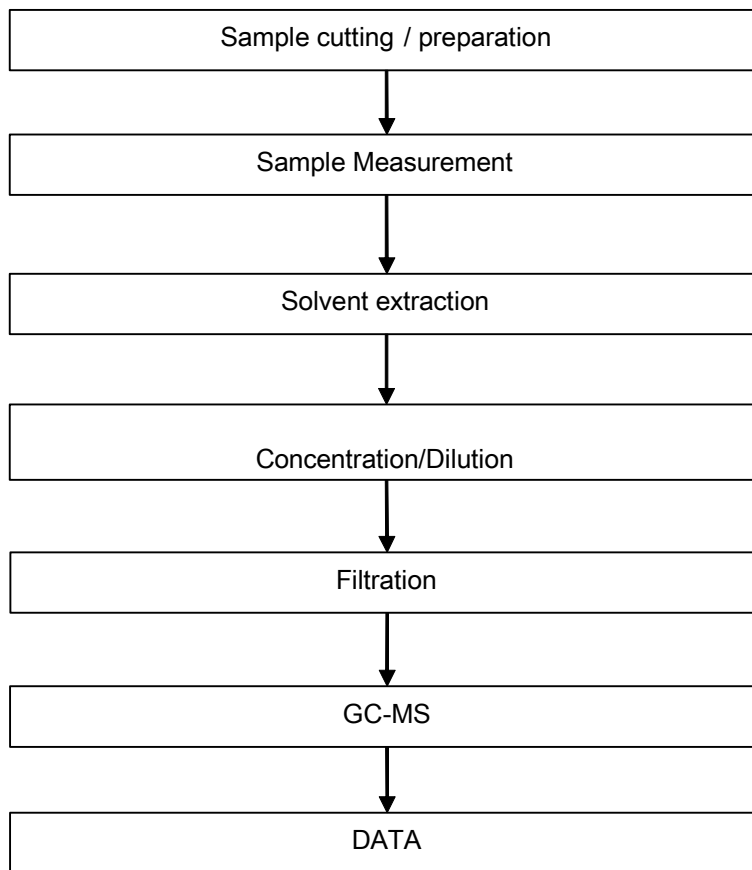 Sample cutting / preparation
Sample Measurement
Solvent extraction
Concentration/Dilution
Filtration
GC-MS
DATA